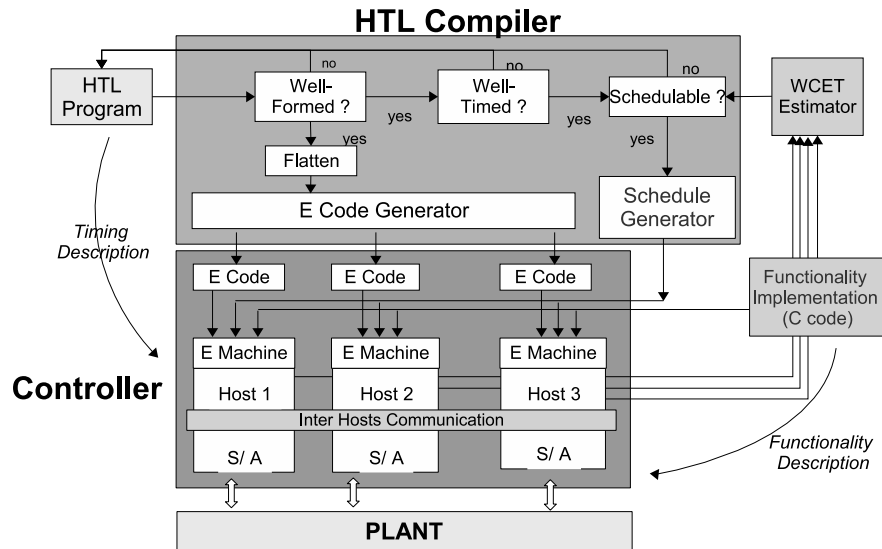 HTL Compiler
HTL
Program
no
no
no
Well-
Formed ?
Well-
Timed ?
Schedulable ?
WCET
Estimator
yes
yes
yes
yes
Flatten
E Code Generator
Schedule
Generator
Timing
Description
E Code
E Code
E Code
Functionality
Implementation
(C code)
E Machine
E Machine
E Machine
Controller
Host 1
Host 2
Host 3
Inter Hosts Communication
S/ A
S/ A
S/ A
Functionality
Description
PLANT